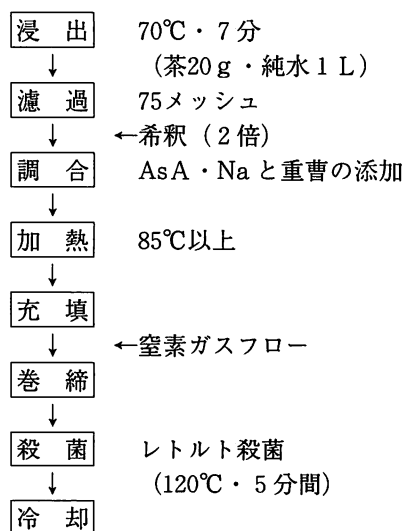 浸出 70℃・7分
(茶20g・純水1L)
↓
濾過 75メッシュ
↓ ←希釈(2倍)
調合 AsA・Naと重曹の添加
↓
加熱 85℃以上
↓
充填
↓ ←窒素ガスフロー
巻締
↓
殺菌 レトルト殺菌
↓ (120℃・5分間)
冷却